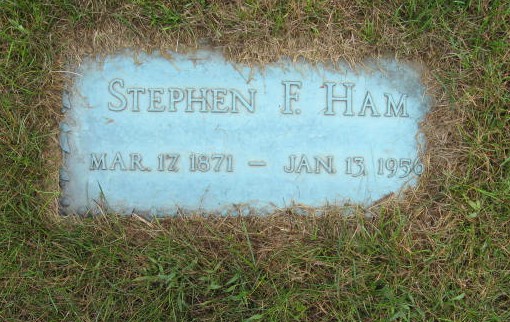 STEPHEN F. HAM
MAR. 17, 1871 – JAN. 13, 1956